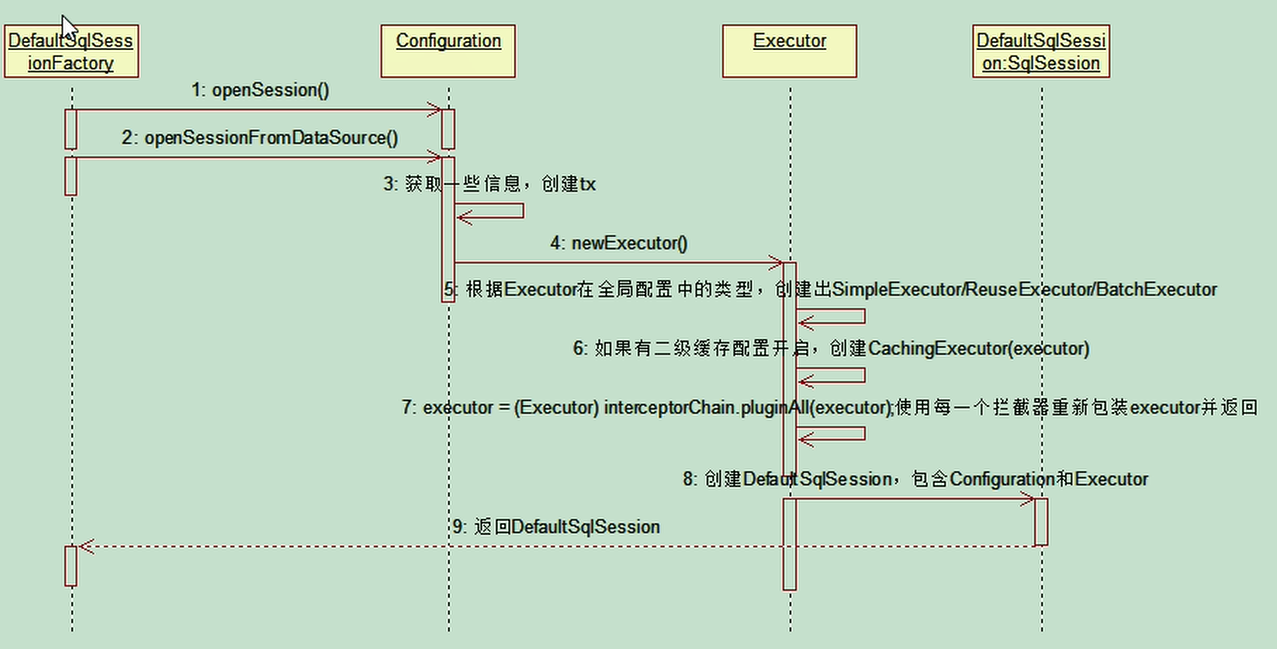 DefaultSqlSess
ionFactory
Configuration
Executor
DefaultSqlSessi
on:SqlSession
1: openSession()
2: openSessionFromDataSource()
3: 获取一些信息，创建tx
4: newExecutor()
5: 根据Executor在全局配置中的类型，创建出SimpleExecutor/ReuseExecutor/BatchExecutor
6: 如果有二级缓存配置开启，创建CachingExecutor(executor)
7: executor = (Executor) interceptorChain.pluginAll(executor);使用每一个拦截器重新包装executor并返回
8: 创建DefaultSqlSession，包含Configuration和Executor
9: 返回DefaultSqlSession